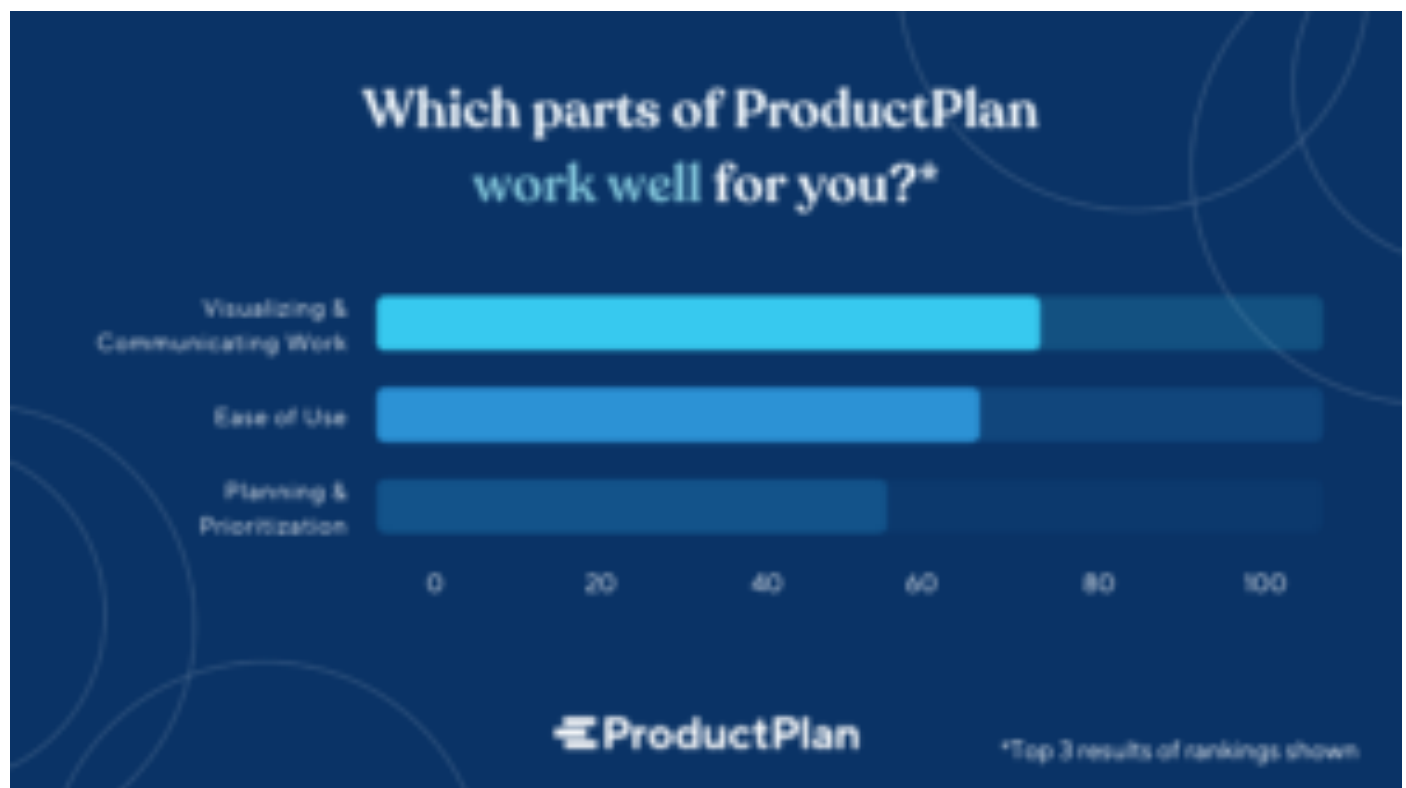 Which parts of ProductPlan
work well for you?*
Visualizing &
Communicating Work
Ease of Use
Planning &
Prioritization
0 20 40 60 80 100
ProductPlan
*Top 3 results of rankings shown